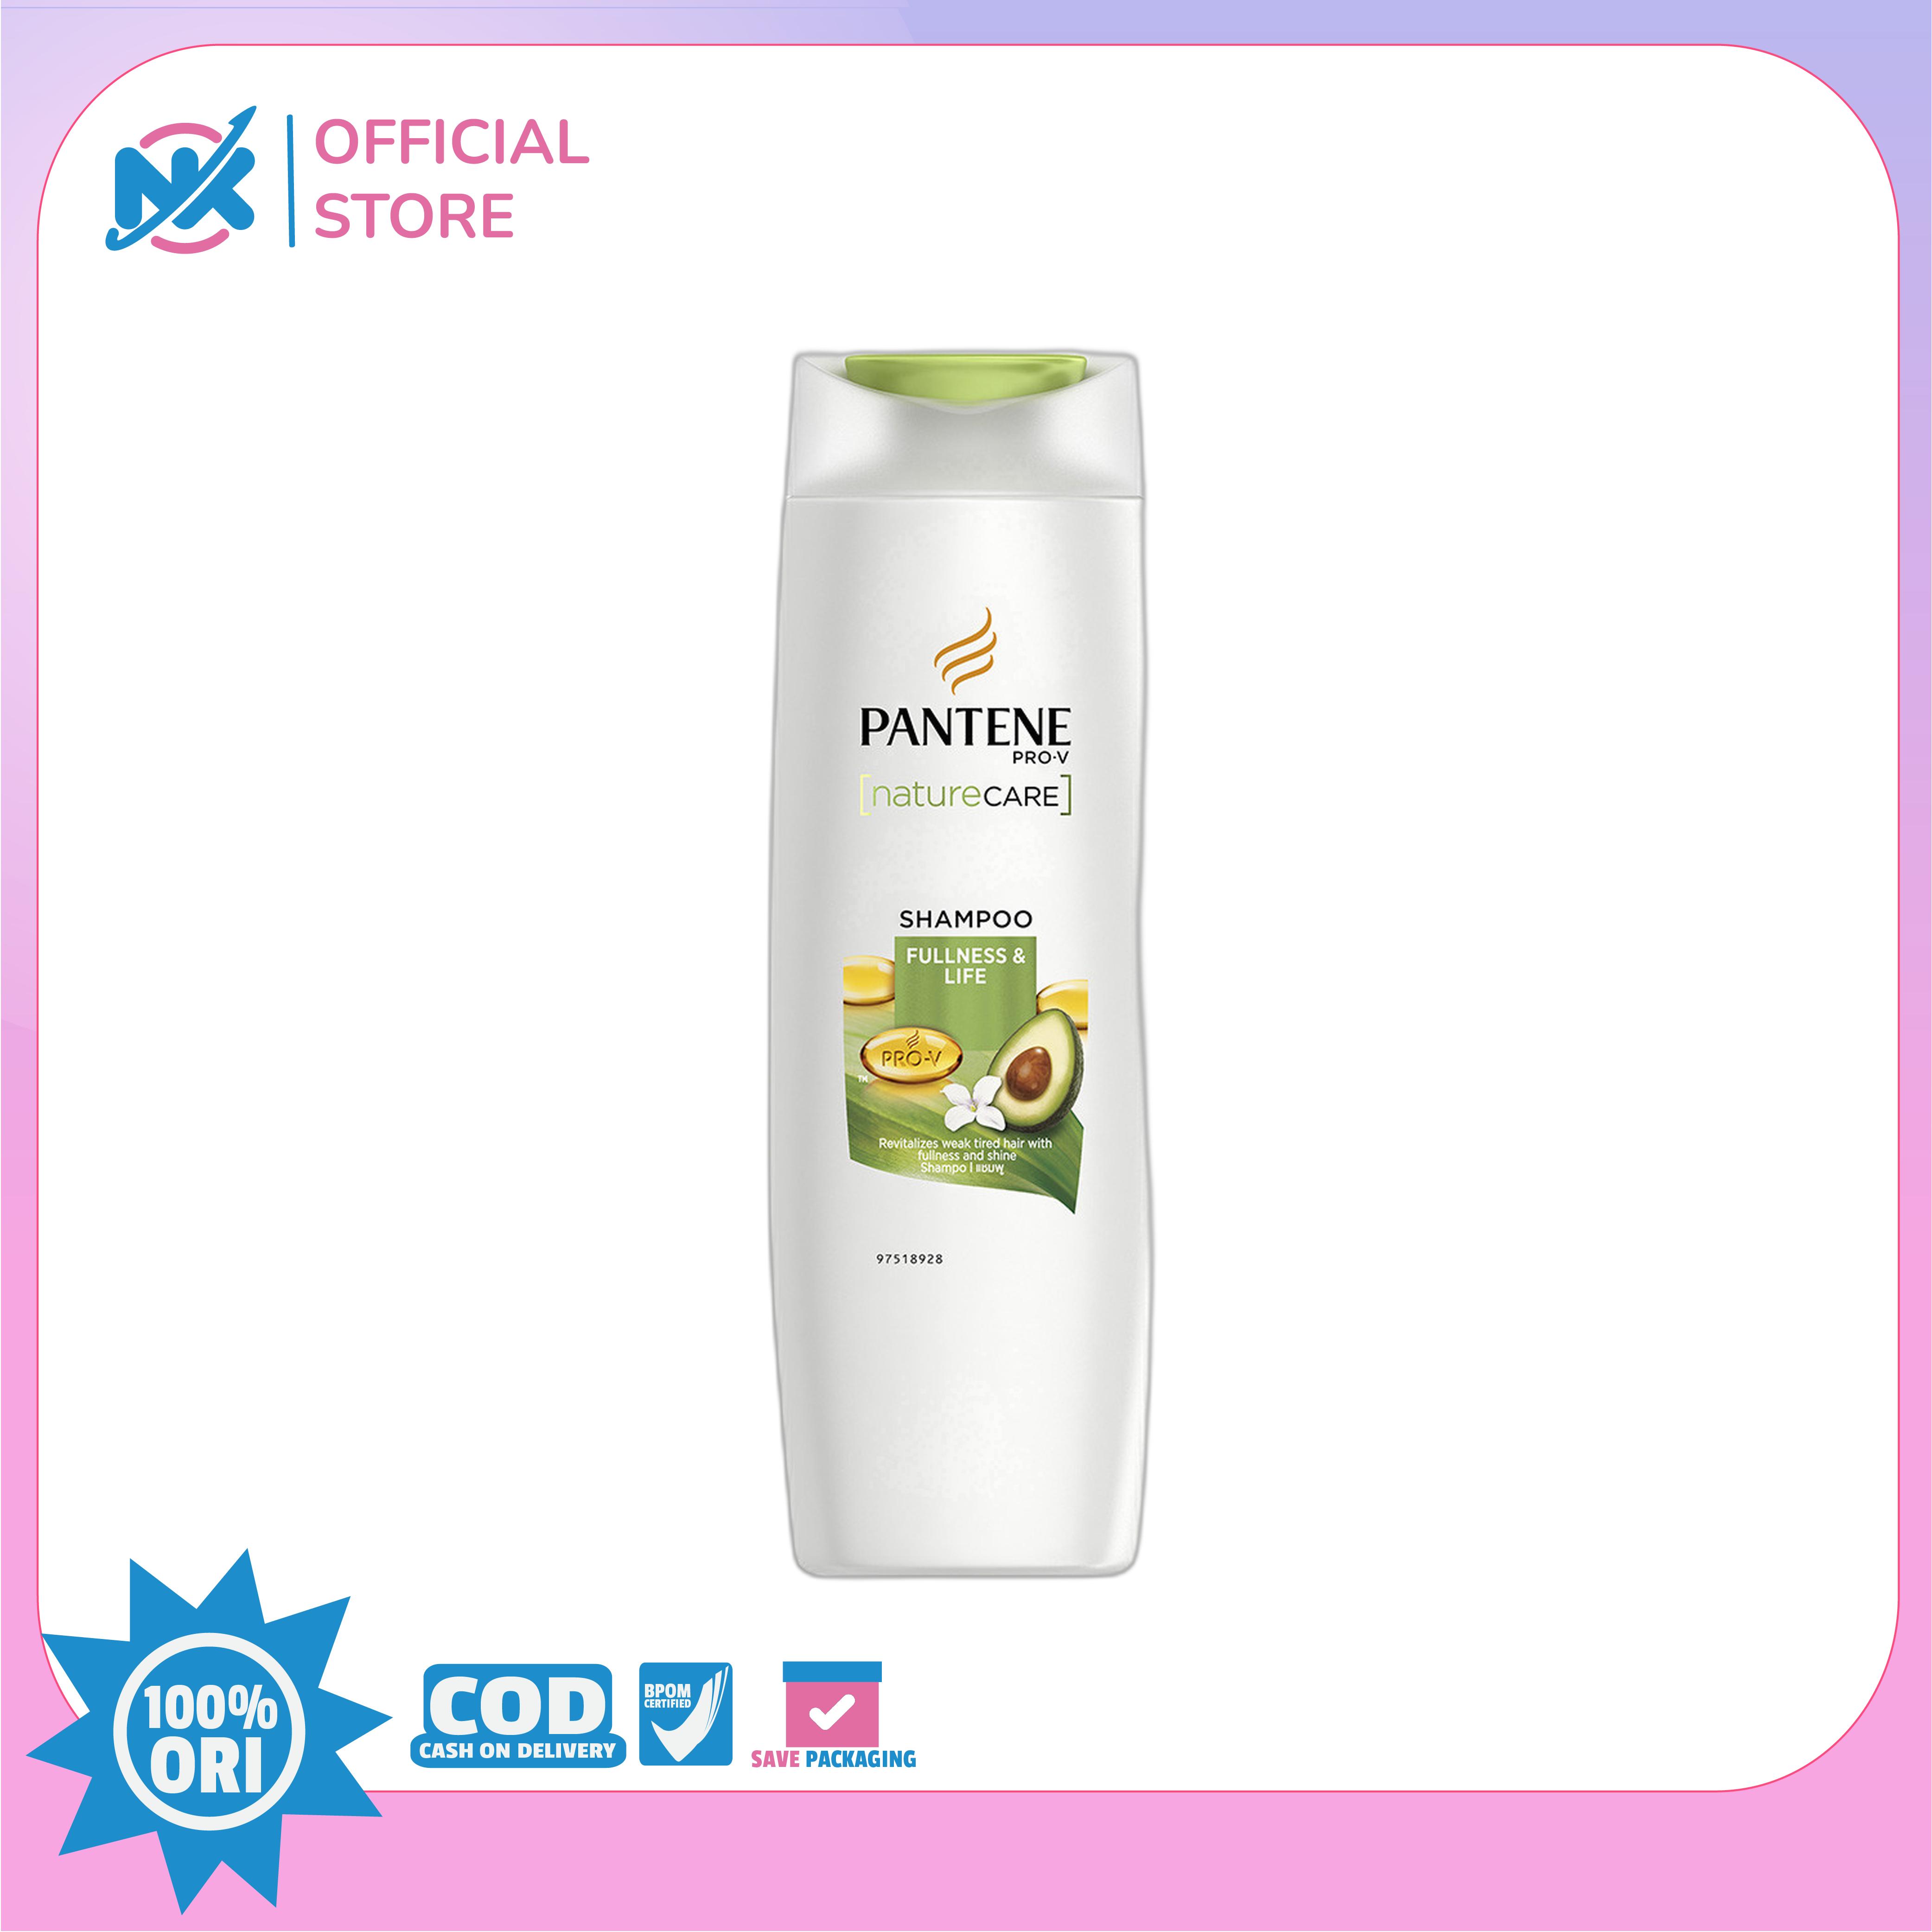 NK
OFFICIAL
STORE
PANTENE
PRO-V
[natureCARE]
SHAMPOO
FULLNESS &
LIFE
PRO-V
TM
Revitalizes weak tired hair with
fullness and shine
Shampo | แชมพู
97518928
100%
ORI
COD
CASH ON DELIVERY
BPOM
CERTIFIED
SAVE PACKAGING